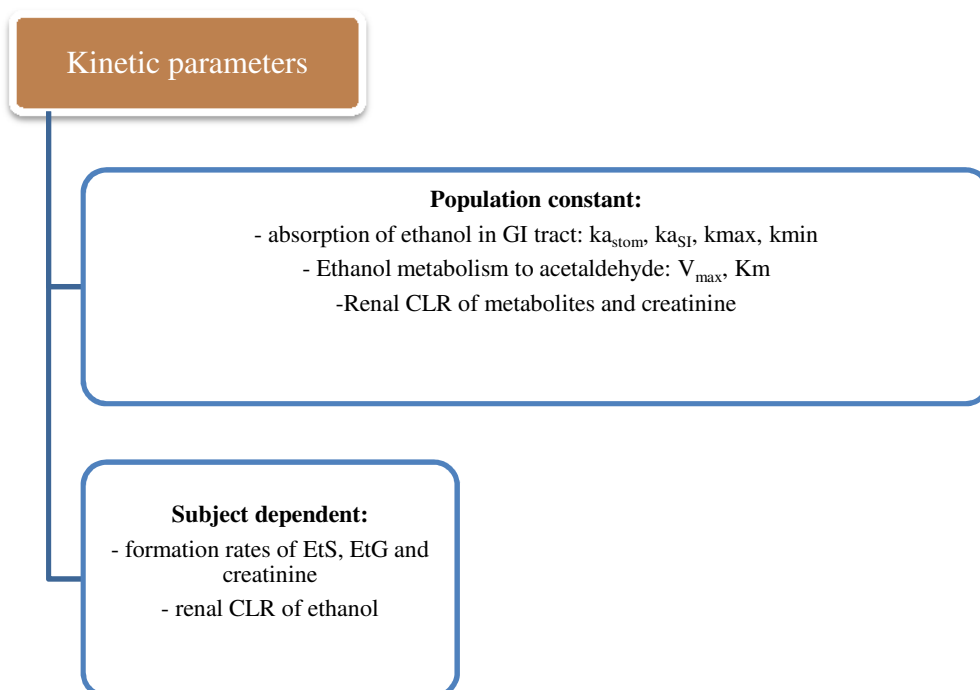 Kinetic parameters
Population constant:
- absorption of ethanol in GI tract: kastom, kaSI, kmax, kmin
- Ethanol metabolism to acetaldehyde: Vmax, Km
-Renal CLR of metabolites and creatinine
Subject dependent:
- formation rates of EtS, EtG and
creatinine
- renal CLR of ethanol